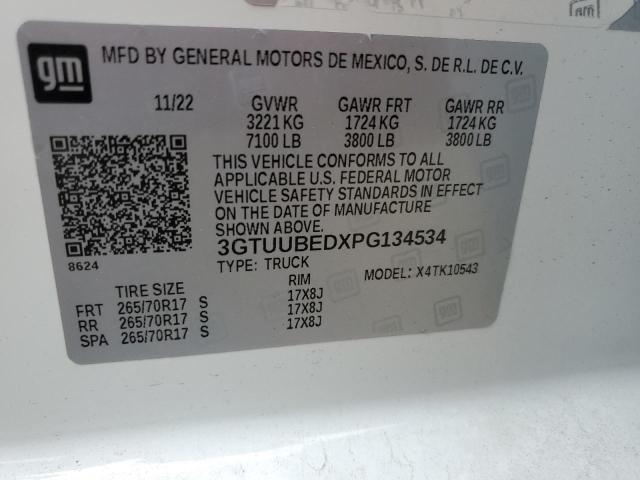 gm MFD BY GENERAL MOTORS DE MEXICO, S. DE R.L. DE C.V.
11/22 GVWR GAWR FRT GAWR RR
3221 KG 1724 KG 1724 KG
7100 LB 3800 LB 3800 LB
THIS VEHICLE CONFORMS TO ALL
APPLICABLE U.S. FEDERAL MOTOR
VEHICLE SAFETY STANDARDS IN EFFECT
ON THE DATE OF MANUFACTURE
SHOWN ABOVE.
3GTUUBEDXPG134534
8624 TYPE: TRUCK MODEL: X4TK10543
TIRE SIZE RIM
FRT 265/70R17 S 17X8J
RR 265/70R17 S 17X8J
SPA 265/70R17 S 17X8J